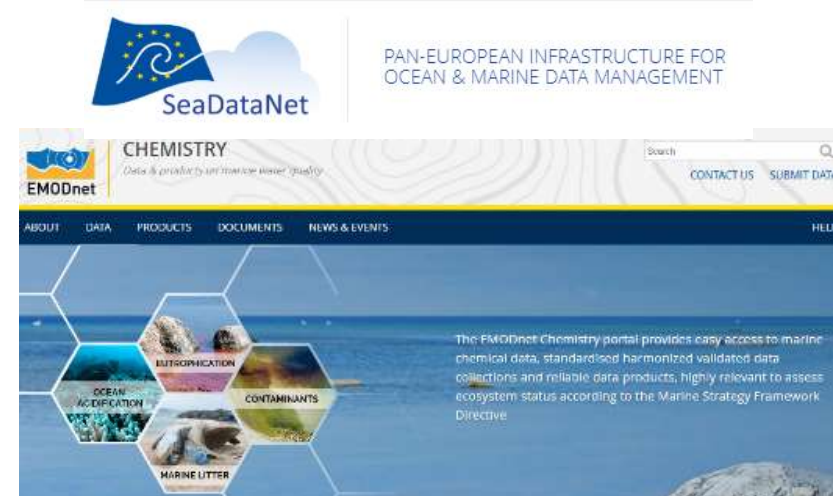 SeaDataNet
PAN-EUROPEAN INFRASTRUCTURE FOR
OCEAN & MARINE DATA MANAGEMENT
EMODnet
CHEMISTRY
Data & products on marine water quality
Search
CONTACT US SUBMIT DATA
ABOUT DATA PRODUCTS DOCUMENTS NEWS & EVENTS HELP
EUTROPHICATION
OCEAN
ACIDIFICATION
CONTAMINANTS
MARINE LITTER
The EMODnet Chemistry portal provides easy access to marine
chemical data, standardised harmonized validated data
collections and reliable data products, highly relevant to assess
ecosystem status according to the Marine Strategy Framework
Directive